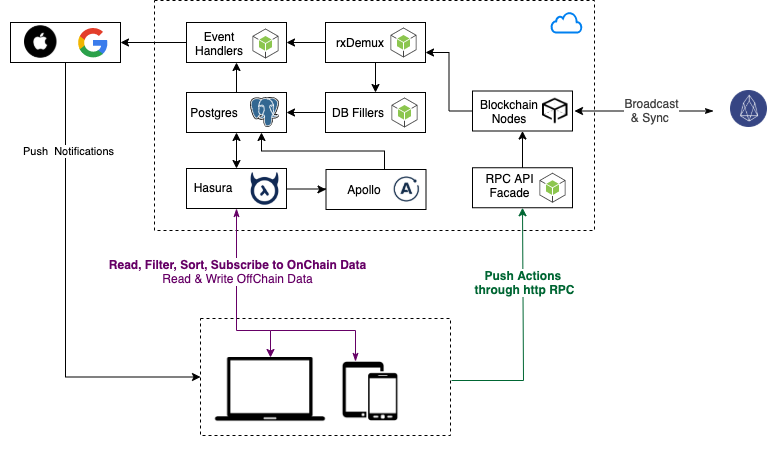 Event
Handlers
rxDemux
Postgres
DB Fillers
Blockchain
Nodes
Broadcast
& Sync
Push Notifications
Hasura
Apollo
A
RPC API
Facade
Read, Filter, Sort, Subscribe to OnChain Data
Read & Write OffChain Data
Push Actions
through http RPC